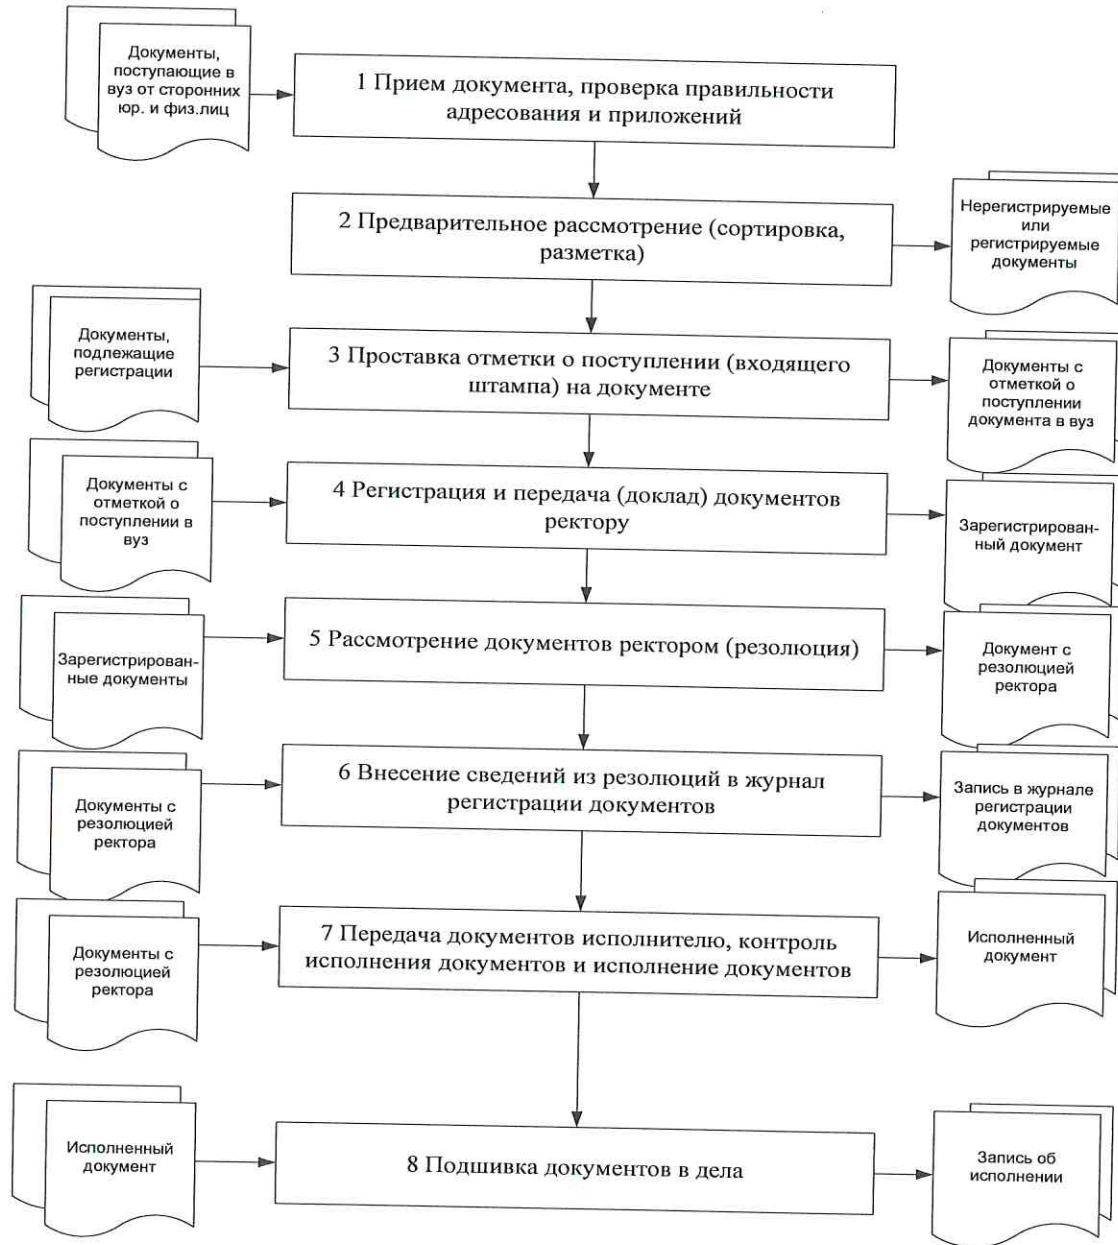 Документы,
поступающие в
вуз от сторонних
юр. и физ.лиц
1 Прием документа, проверка правильности
адресования и приложений
2 Предварительное рассмотрение (сортировка,
разметка)
Нерегистрируемые
или
регистрируемые
документы
Документы,
подлежащие
регистрации
3 Проставка отметки о поступлении (входящего
штампа) на документе
Документы с
отметкой о
поступлении
документа в вуз
Документы с
отметкой о
поступлении в
вуз
4 Регистрация и передача (доклад) документов
ректору
Зарегистрирован-
ный документ
Зарегистрирован-
ные документы
5 Рассмотрение документов ректором (резолюция)
Документ с
резолюцией
ректора
Документы с
резолюцией
ректора
6 Внесение сведений из резолюций в журнал
регистрации документов
Запись в журнале
регистрации
документов
Документы с
резолюцией
ректора
7 Передача документов исполнителю, контроль
исполнения документов и исполнение документов
Исполненный
документ
Исполненный
документ
8 Подшивка документов в дела
Запись об
исполнении